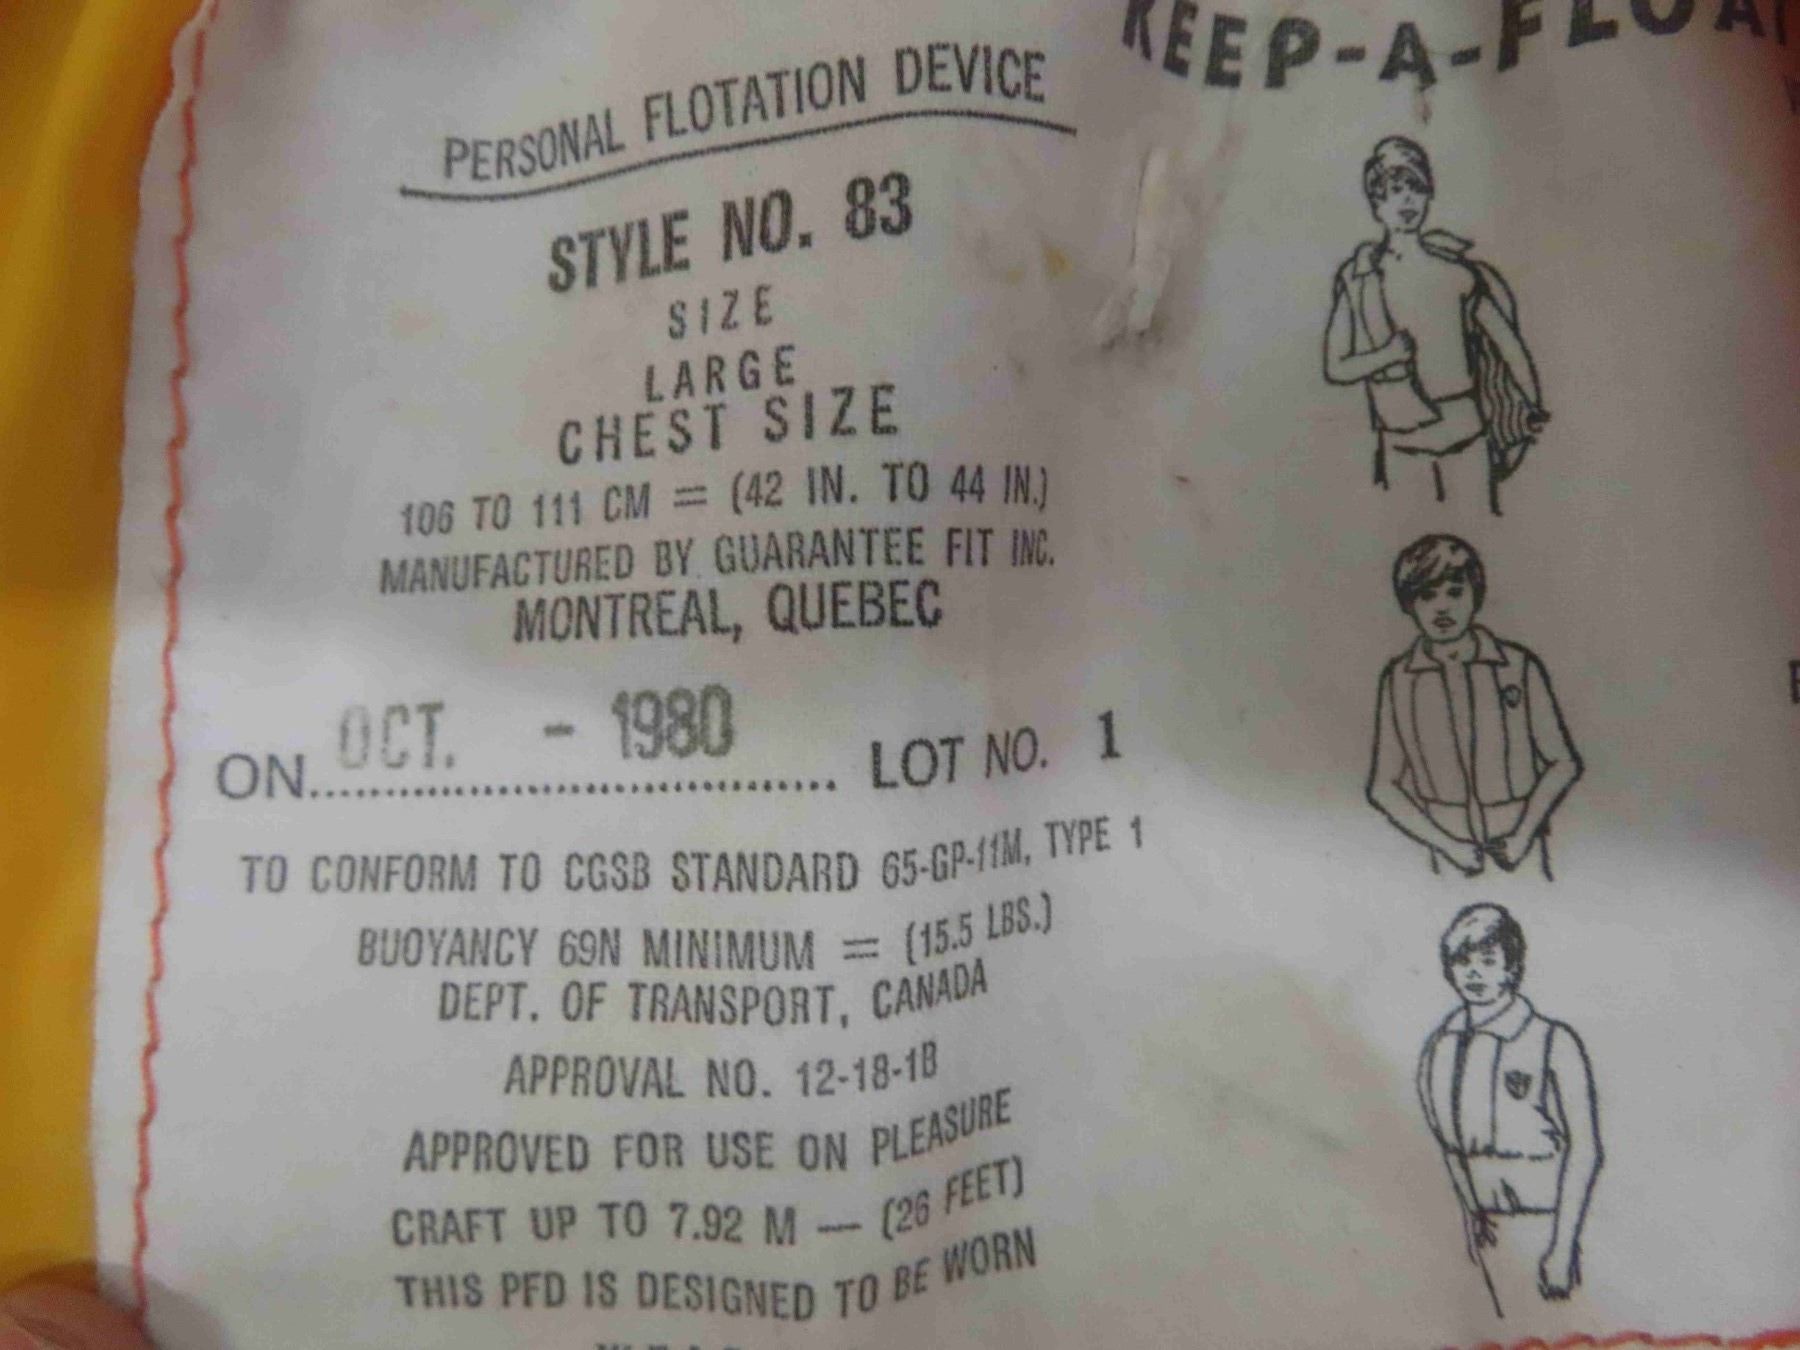 KEEP-A-FLOA
PERSONAL FLOTATION DEVICE
STYLE NO. 83
SIZE
LARGE
CHEST SIZE
106 TO 111 CM = (42 IN. TO 44 IN.)
MANUFACTURED BY GUARANTEE FIT INC.
MONTREAL, QUEBEC
ON OCT. - 1980 LOT NO. 1
TO CONFORM TO CGSB STANDARD 65-GP-11M, TYPE 1
BUOYANCY 69N MINIMUM = (15.5 LBS.)
DEPT. OF TRANSPORT, CANADA
APPROVAL NO. 12-18-1B
APPROVED FOR USE ON PLEASURE
CRAFT UP TO 7.92 M — (26 FEET)
THIS PFD IS DESIGNED TO BE WORN